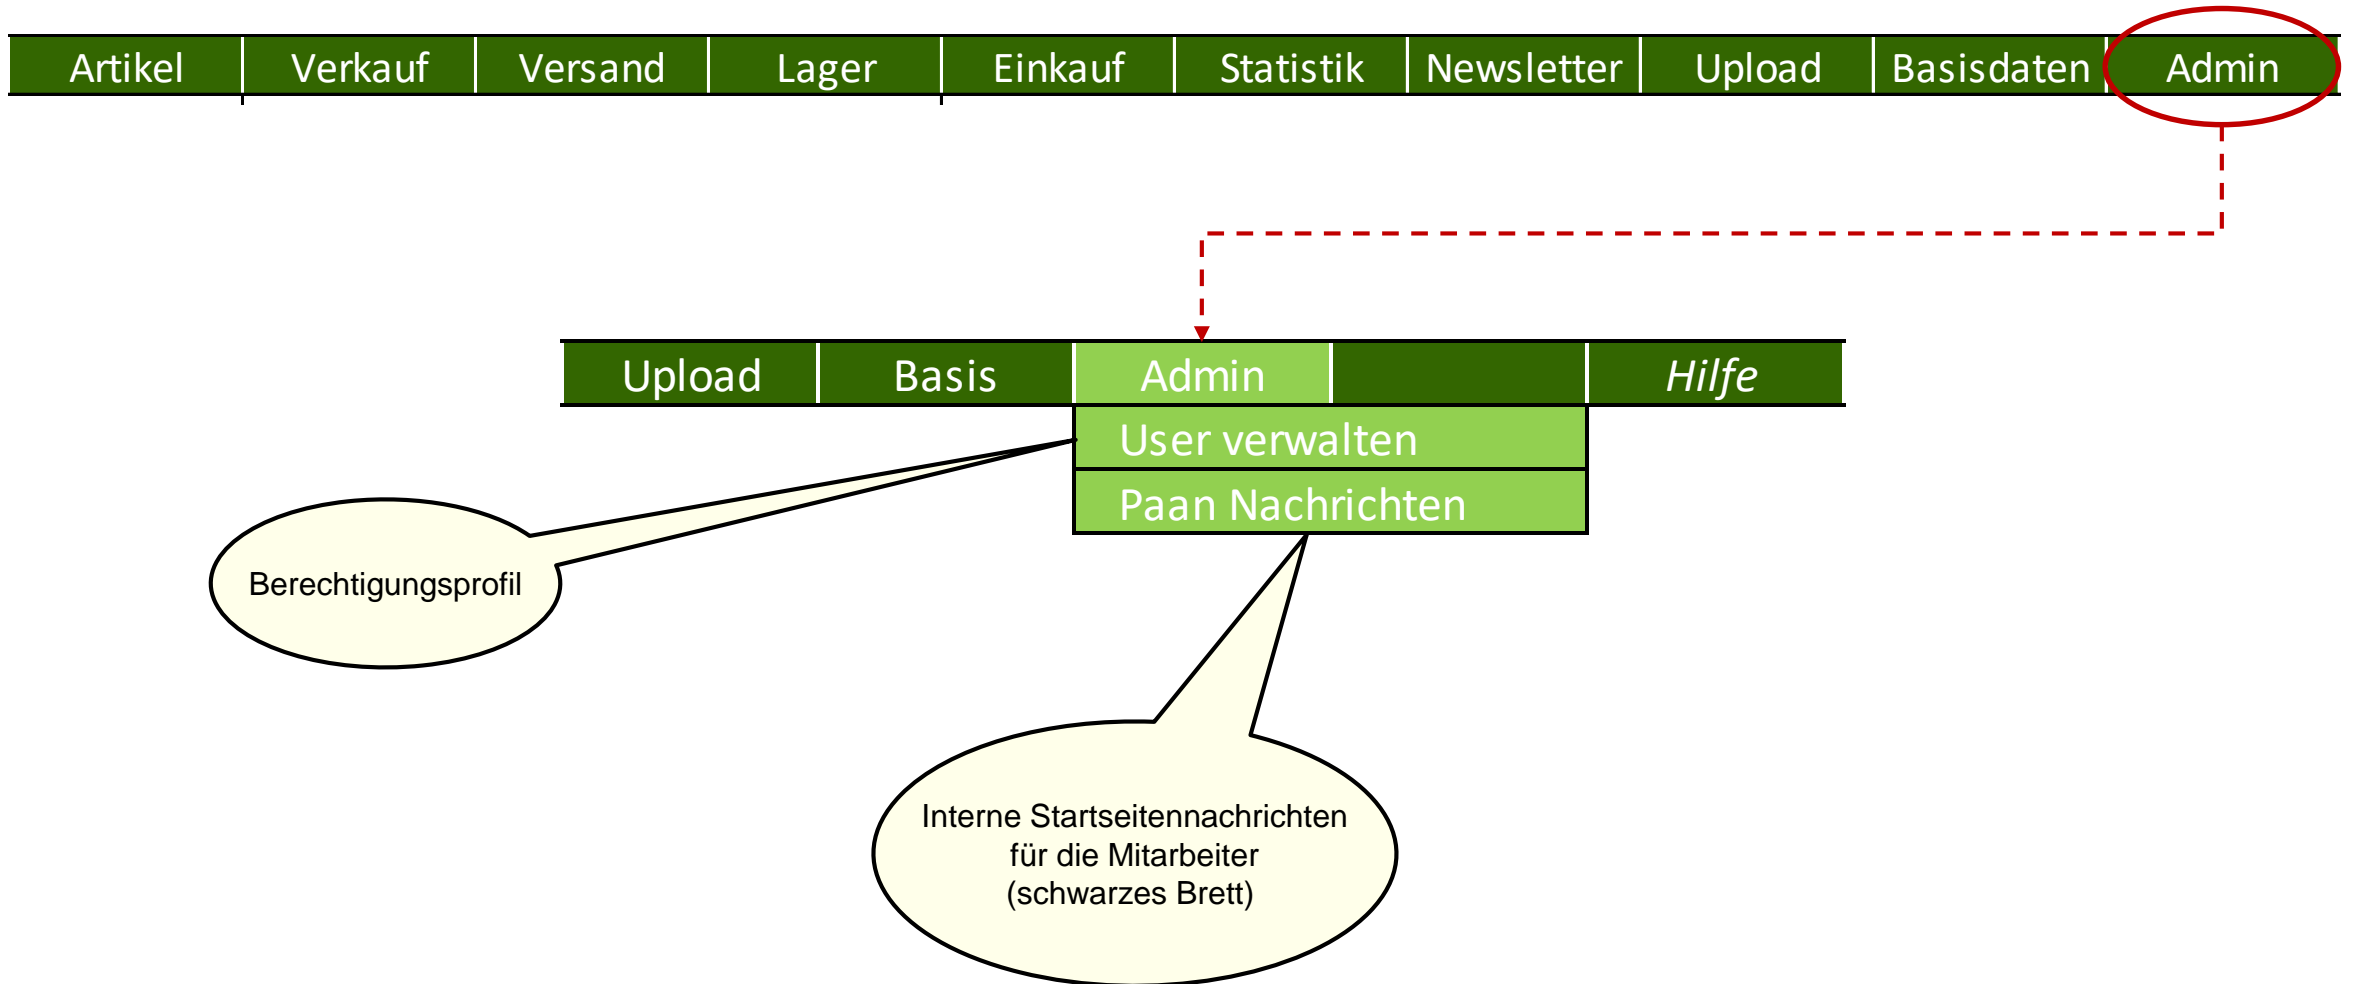 Artikel Verkauf Versand Lager Einkauf Statistik Newsletter Upload Basisdaten Admin
Upload Basis Admin Hilfe
User verwalten
Paan Nachrichten
Berechtigungsprofil
Interne Startseitennachrichten
für die Mitarbeiter
(schwarzes Brett)